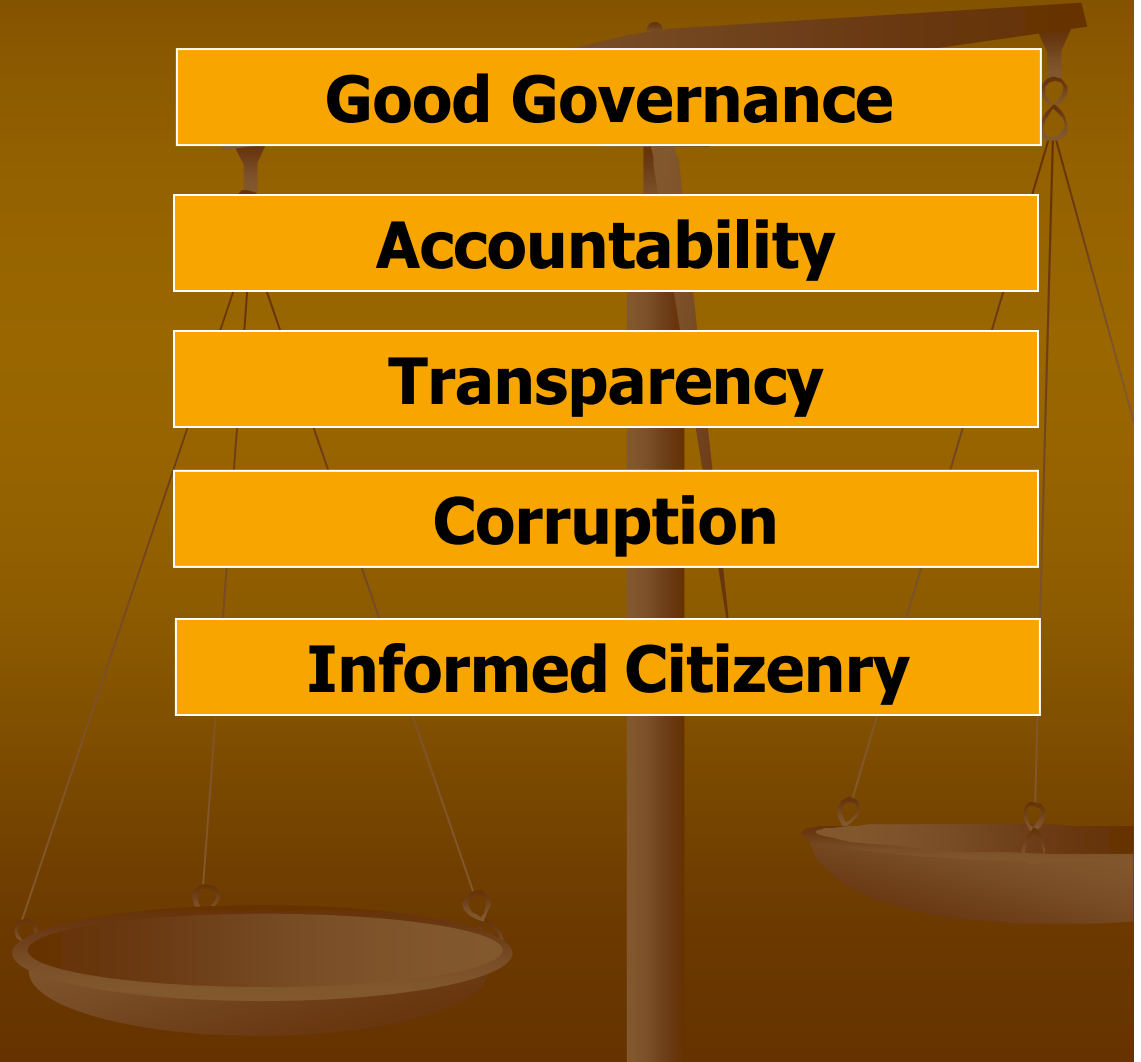 Good Governance
Accountability
Transparency
Corruption
Informed Citizenry